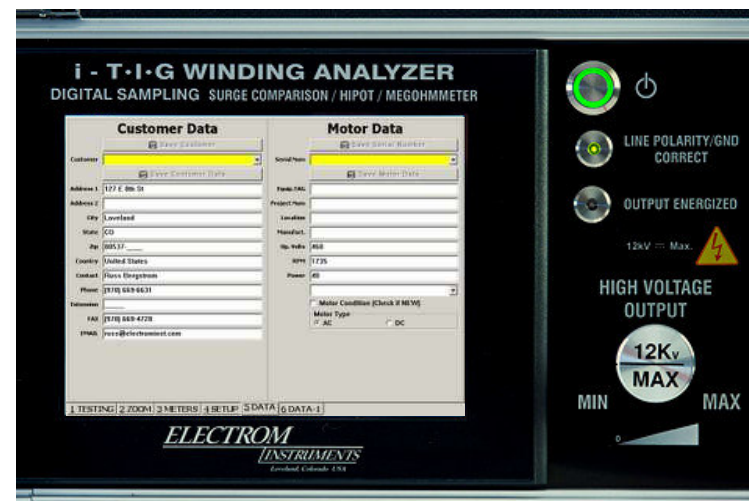 i - T·I·G WINDING ANALYZER
DIGITAL SAMPLING SURGE COMPARISON / HIPOT / MEGOHMMETER
Customer Data
Save Customer
Customer
Save Customer Data
Address 1 127 E 8th St
Address 2
City Loveland
State CO
Zip 80537-____
Country United States
Contact Russ Bergstrom
Phone (970) 669-6631
Extension _____
FAX (970) 669-4728
EMAIL russ@electrominst.com
Motor Data
Save Serial Number
Serial Num
Save Motor Data
Equip.TAG
Project Num
Location
Manufact.
Op. Volts 460
RPM 1735
Power 40
Motor Condition (Check if NEW)
Motor Type
AC DC
1 TESTING 2 ZOOM 3 METERS 4 SETUP 5 DATA 6 DATA-1
ELECTROM
INSTRUMENTS
Loveland, Colorado USA
LINE POLARITY/GND
CORRECT
OUTPUT ENERGIZED
12kV ⎓ Max.
HIGH VOLTAGE
OUTPUT
12Kv
MAX
MIN MAX
0